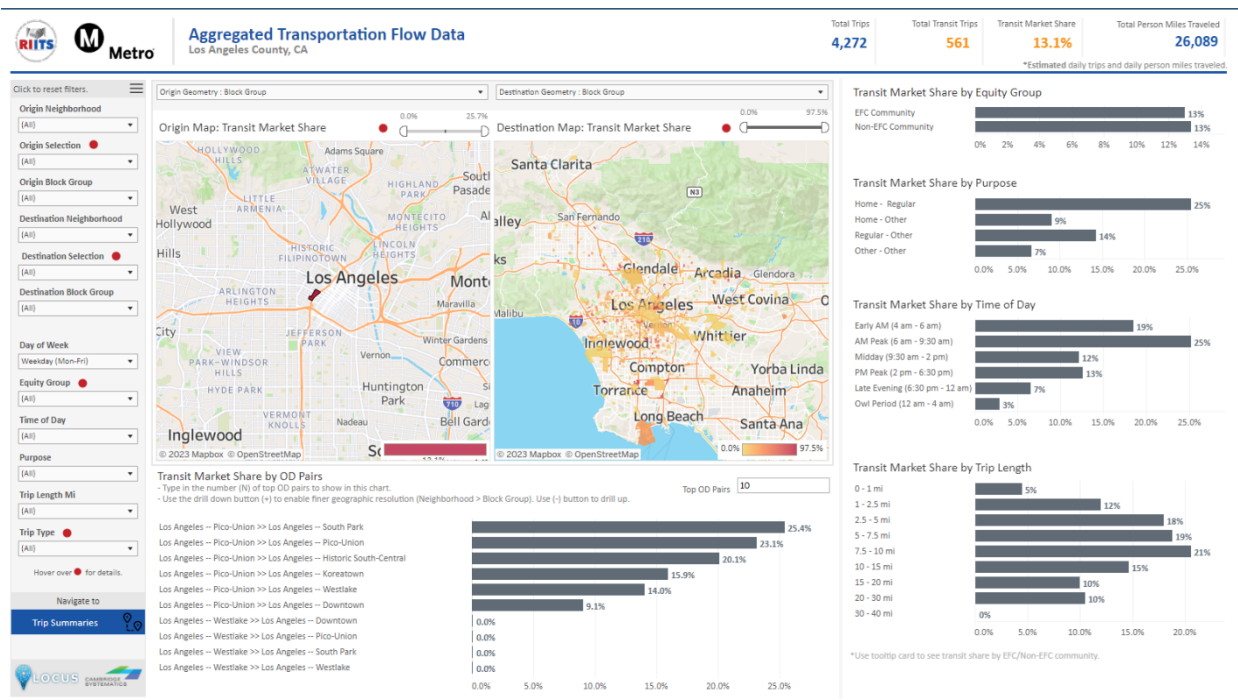 RIITS
M
Metro
Aggregated Transportation Flow Data
Los Angeles County, CA
Total Trips
4,272
Total Transit Trips
561
Transit Market Share
13.1%
Total Person Miles Traveled
26,089
*Estimated daily trips and daily person miles traveled.
Click to reset filters.
Origin Neighborhood
(All)
Origin Selection
(All)
Origin Block Group
(All)
Destination Neighborhood
(All)
Destination Selection
(All)
Destination Block Group
(All)
Day of Week
Weekday (Mon-Fri)
Equity Group
(All)
Time of Day
(All)
Purpose
(All)
Trip Length Mi
(All)
Trip Type
(All)
Hover over for details.
Navigate to
Trip Summaries
LOCUS
CAMBRIDGE
SYSTEMATICS
Origin Geometry : Block Group
Origin Map: Transit Market Share
0.0% 25.7%
HOLLYWOOD
HILLS
Adams Square
ATWATER
VILLAGE
HIGHLAND
PARK
South
Pasade
LITTLE
ARMENIA
West
Hollywood
MONTECITO
HEIGHTS
Al
Hills
HISTORIC
FILIPINOTOWN
LINCOLN
HEIGHTS
Los Angeles
Mont
ARLINGTON
HEIGHTS
Maravilla
City
JEFFERSON
PARK
Winter Gardens
VIEW
PARK-WINDSOR
HILLS
Vernon
Commerc
HYDE PARK
Huntington
Park
Si
710
Lag
VERMONT
KNOLLS
Nadeau
Bell Gard
Inglewood
© 2023 Mapbox © OpenStreetMap
Destination Geometry : Block Group
Destination Map: Transit Market Share
0.0% 97.5%
Santa Clarita
N3
alley
San Fernando
210
ks
Glendale
Arcadia
Glendora
Los Angeles
West Covina
O
Malibu
10
Vernon
Inglewood
Whittier
Compton
Yorba Linda
Torrance
Anaheim
Long Beach
Santa Ana
© 2023 Mapbox © OpenStreetMap
0.0% 97.5%
Transit Market Share by OD Pairs
- Type in the number (N) of top OD pairs to show in this chart.
- Use the drill down button (+) to enable finer geographic resolution (Neighborhood > Block Group). Use (-) button to drill up.
Top OD Pairs 10
Los Angeles -- Pico-Union >> Los Angeles -- South Park 25.4%
Los Angeles -- Pico-Union >> Los Angeles -- Pico-Union 23.1%
Los Angeles -- Pico-Union >> Los Angeles -- Historic South-Central 20.1%
Los Angeles -- Pico-Union >> Los Angeles -- Koreatown 15.9%
Los Angeles -- Pico-Union >> Los Angeles -- Westlake 14.0%
Los Angeles -- Pico-Union >> Los Angeles -- Downtown 9.1%
Los Angeles -- Westlake >> Los Angeles -- Downtown 0.0%
Los Angeles -- Westlake >> Los Angeles -- Pico-Union 0.0%
Los Angeles -- Westlake >> Los Angeles -- South Park 0.0%
Los Angeles -- Westlake >> Los Angeles -- Westlake 0.0%
0.0% 5.0% 10.0% 15.0% 20.0% 25.0%
Transit Market Share by Equity Group
EFC Community 13%
Non-EFC Community 13%
0% 2% 4% 6% 8% 10% 12% 14%
Transit Market Share by Purpose
Home - Regular 25%
Home - Other 9%
Regular - Other 14%
Other - Other 7%
0.0% 5.0% 10.0% 15.0% 20.0% 25.0%
Transit Market Share by Time of Day
Early AM (4 am - 6 am) 19%
AM Peak (6 am - 9:30 am) 25%
Midday (9:30 am - 2 pm) 12%
PM Peak (2 pm - 6:30 pm) 13%
Late Evening (6:30 pm - 12 am) 7%
Owl Period (12 am - 4 am) 3%
0.0% 5.0% 10.0% 15.0% 20.0% 25.0%
Transit Market Share by Trip Length
0 - 1 mi 5%
1 - 2.5 mi 12%
2.5 - 5 mi 18%
5 - 7.5 mi 19%
7.5 - 10 mi 21%
10 - 15 mi 15%
15 - 20 mi 10%
20 - 30 mi 10%
30 - 40 mi 0%
0.0% 5.0% 10.0% 15.0% 20.0%
*Use tooltip card to see transit share by EFC/Non-EFC community.